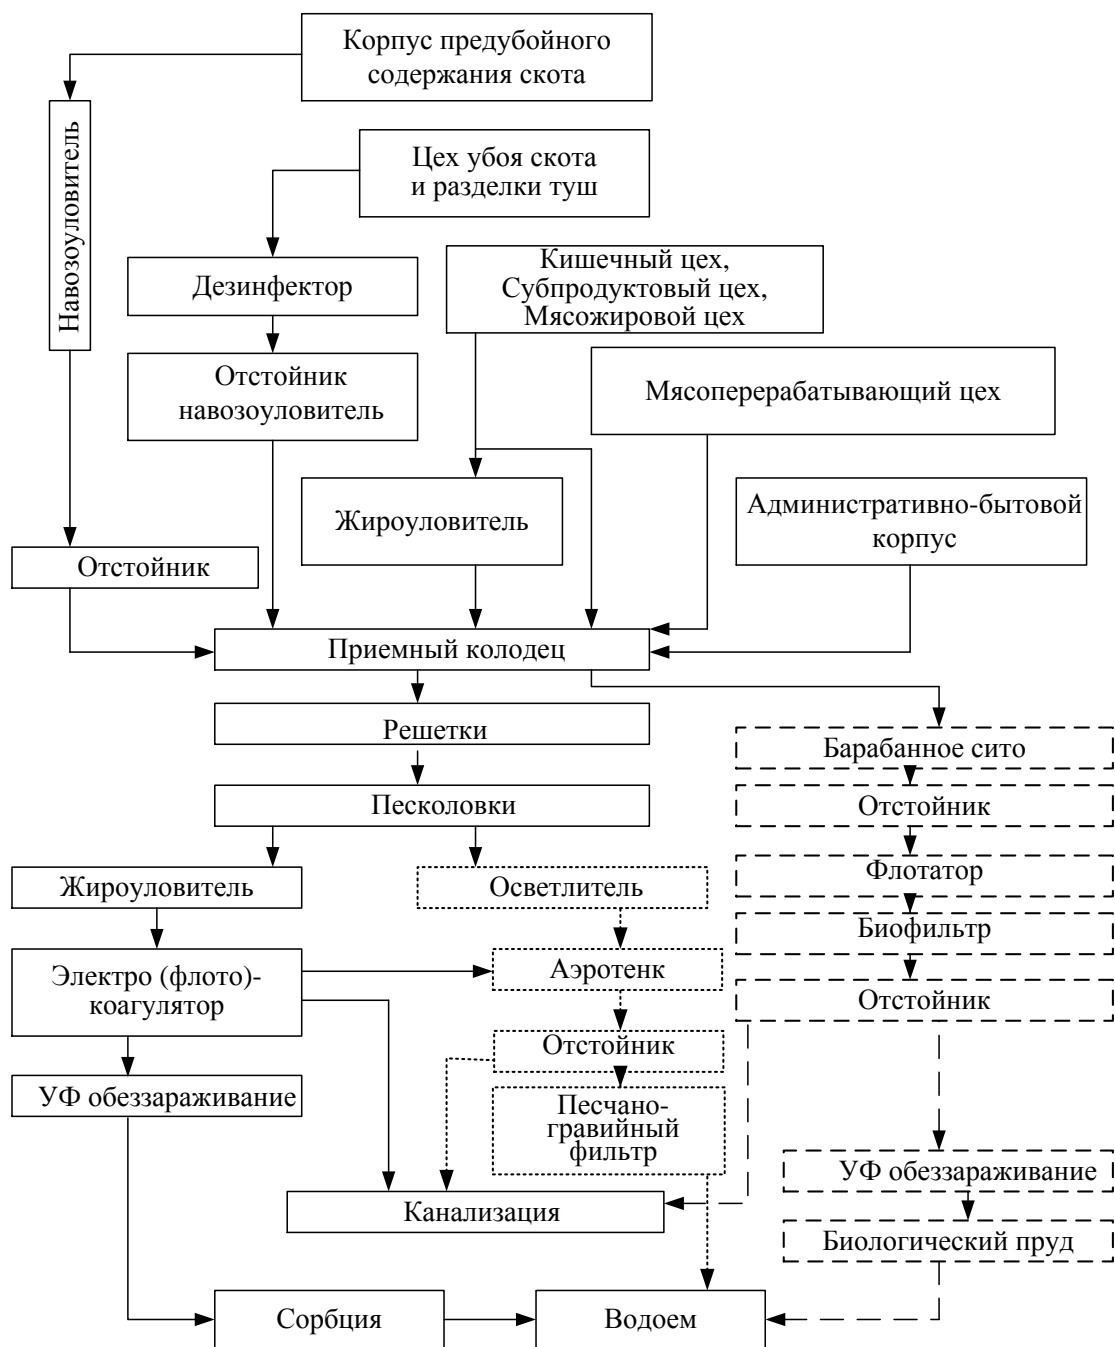 Корпус предубойного
содержания скота
Навозоуловитель
Цех убоя скота
и разделки туш
Дезинфектор
Кишечный цех,
Субпродуктовый цех,
Мясожировой цех
Отстойник
навозоуловитель
Мясоперерабатывающий цех
Жироуловитель
Административно-бытовой
корпус
Отстойник
Приемный колодец
Решетки
Барабанное сито
Песколовки
Отстойник
Жироуловитель
Осветлитель
Флотатор
Биофильтр
Электро (флото)-
коагулятор
Аэротенк
Отстойник
Отстойник
УФ обеззараживание
Песчано-
гравийный
фильтр
УФ обеззараживание
Канализация
Биологический пруд
Сорбция
Водоем